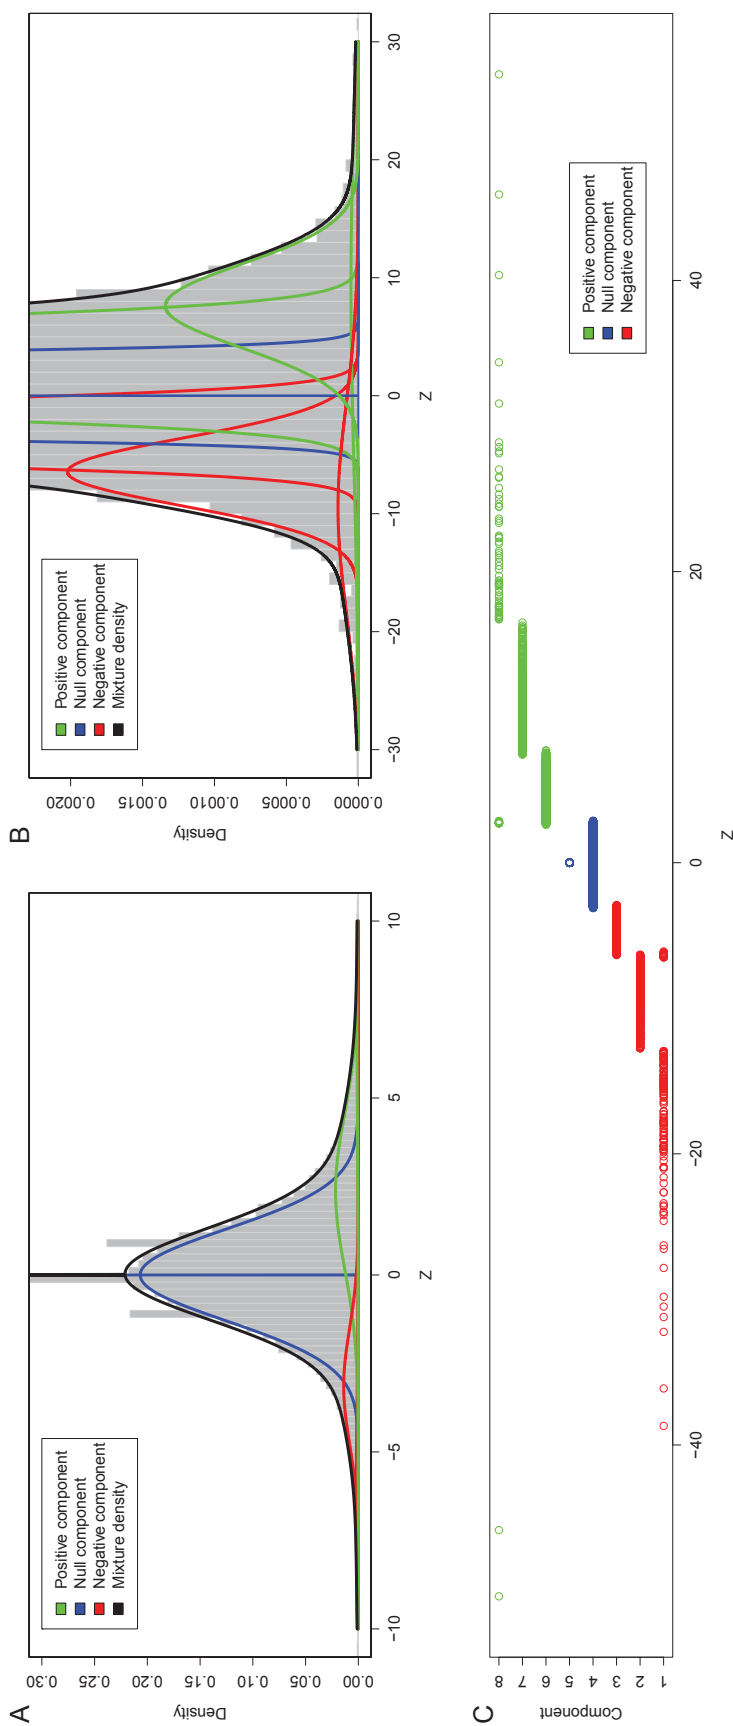 A
Positive component
Null component
Negative component
Mixture density
0.30
0.25
0.20
0.15
0.10
0.05
0.00
Density
-10
-5
0
5
10
Z
B
Positive component
Null component
Negative component
Mixture density
0.0020
0.0015
0.0010
0.0005
0.0000
Density
-30
-20
-10
0
10
20
30
Z
C
Positive component
Null component
Negative component
8
7
6
5
4
3
2
1
Component
-40
-20
0
20
40
Z